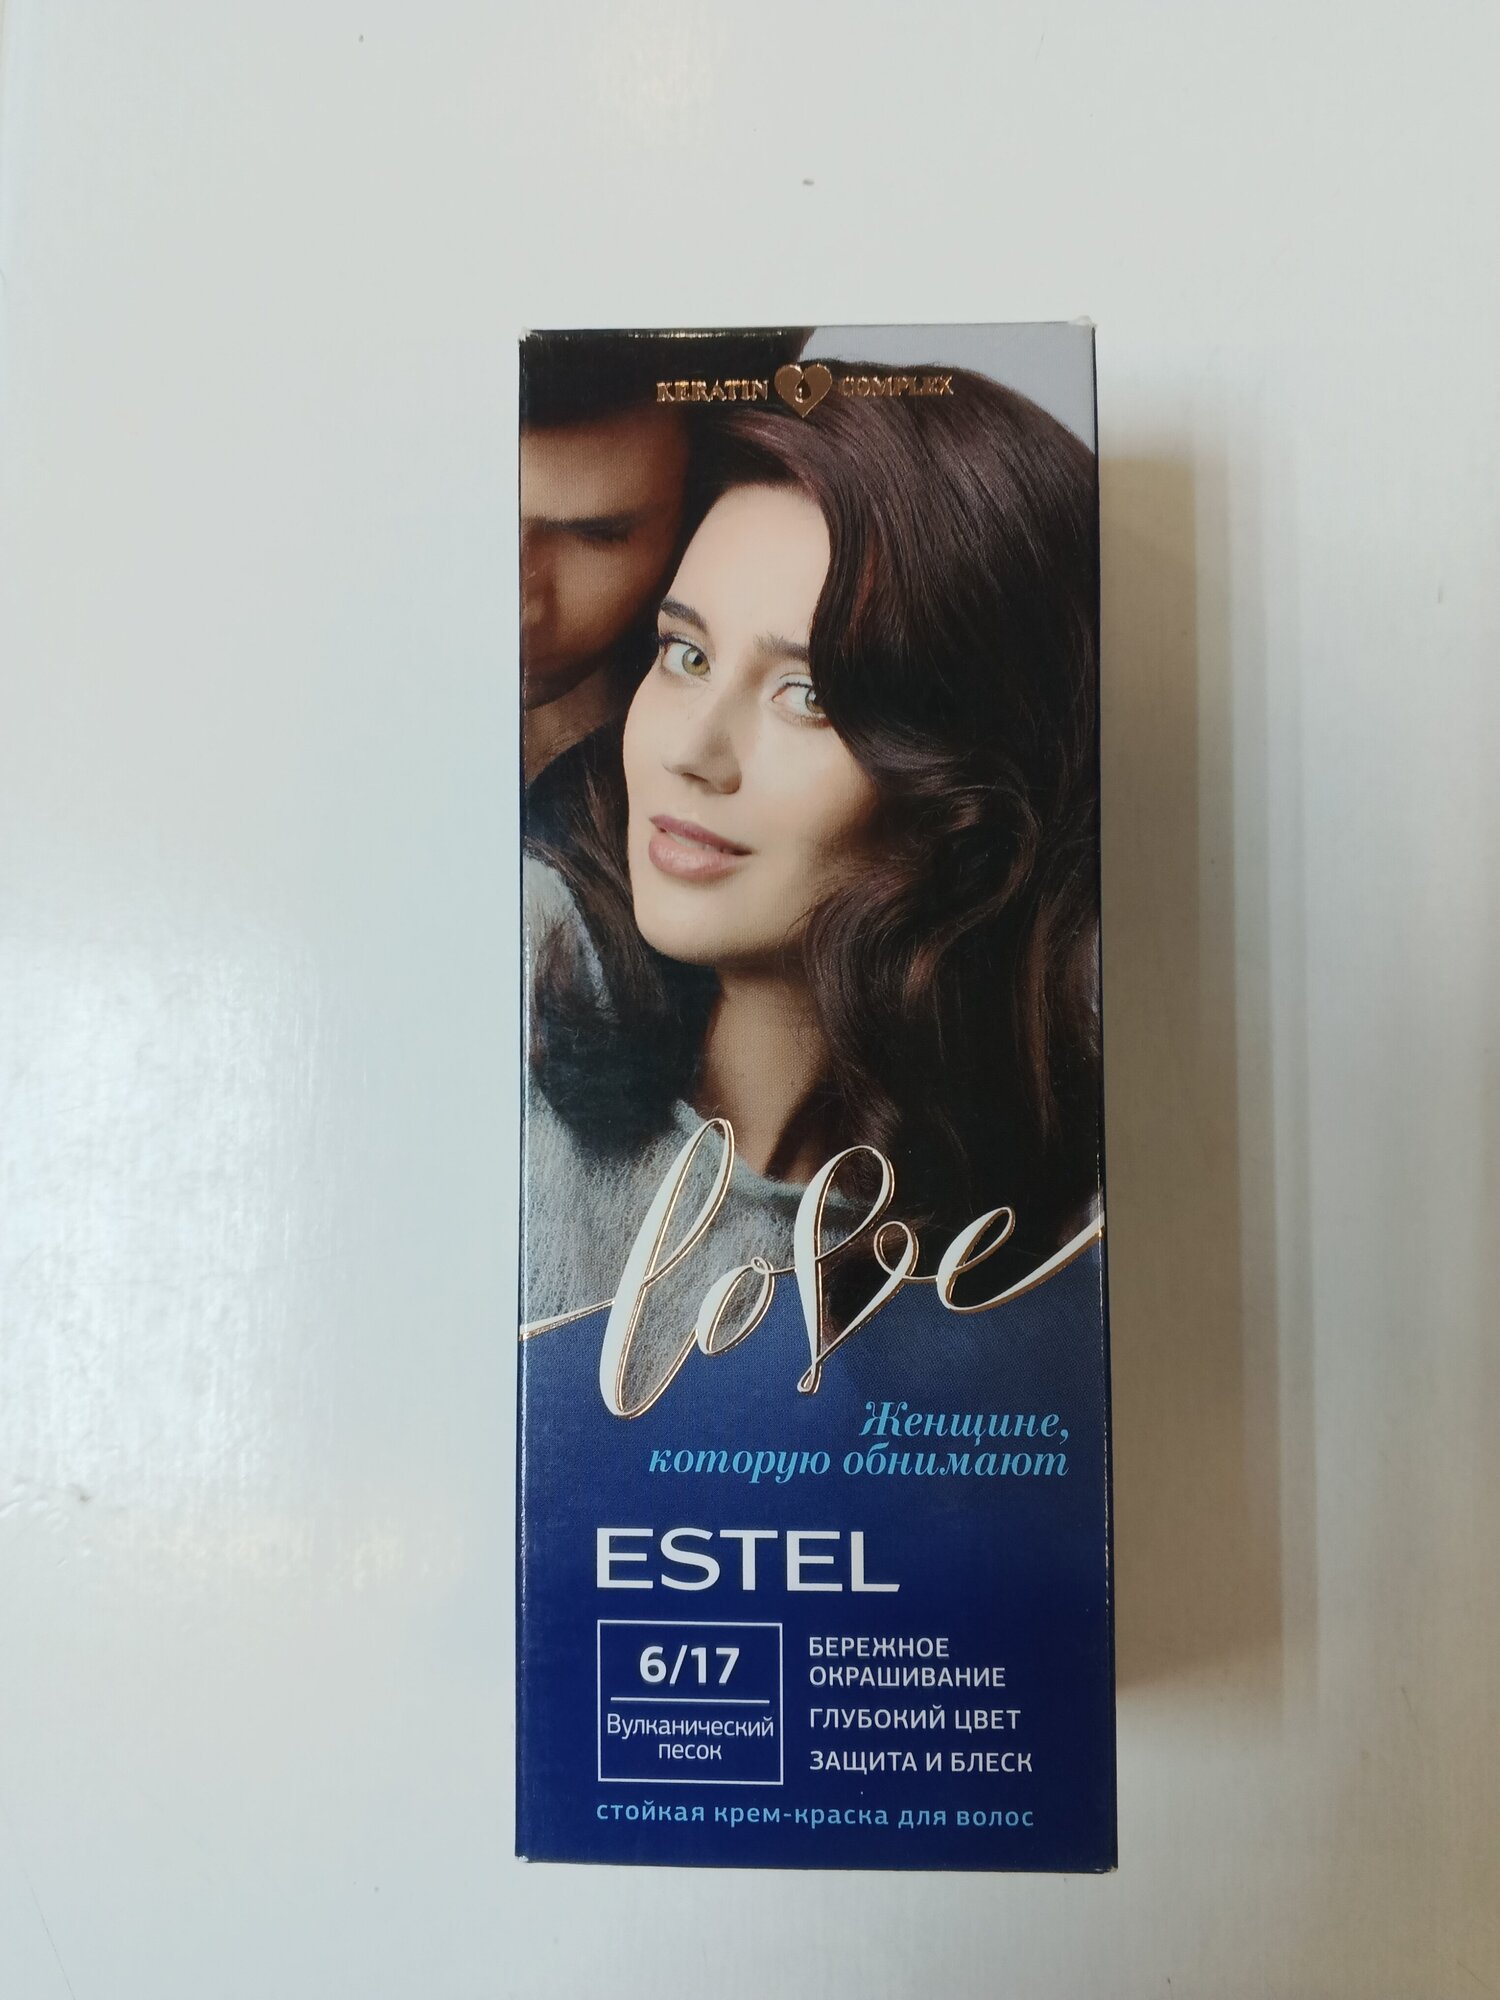 KERATIN COMPLEX
love
Женщине,
которую обнимают
ESTEL
6/17
Вулканический
песок
БЕРЕЖНОЕ
ОКРАШИВАНИЕ
ГЛУБОКИЙ ЦВЕТ
ЗАЩИТА И БЛЕСК
стойкая крем-краска для волос